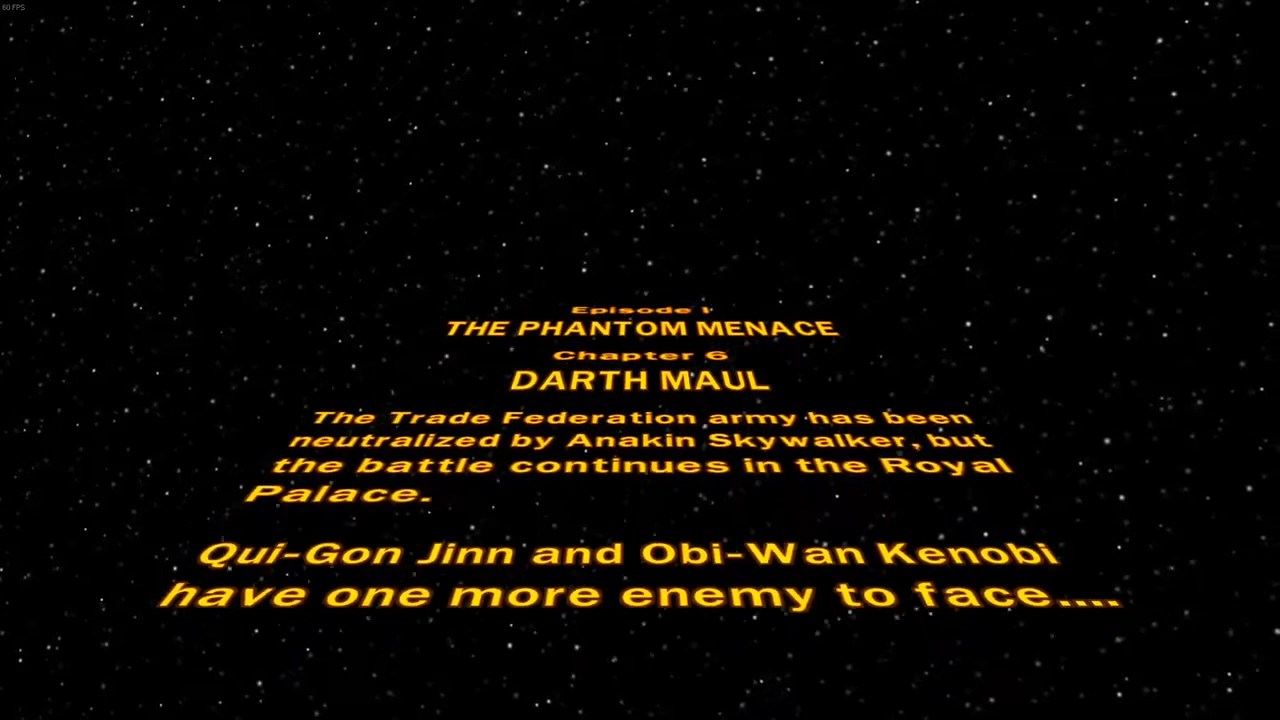 60 FPS
Episode I
THE PHANTOM MENACE
Chapter 6
DARTH MAUL
The Trade Federation army has been
neutralized by Anakin Skywalker, but
the battle continues in the Royal
Palace.
Qui-Gon Jinn and Obi-Wan Kenobi
have one more enemy to face....